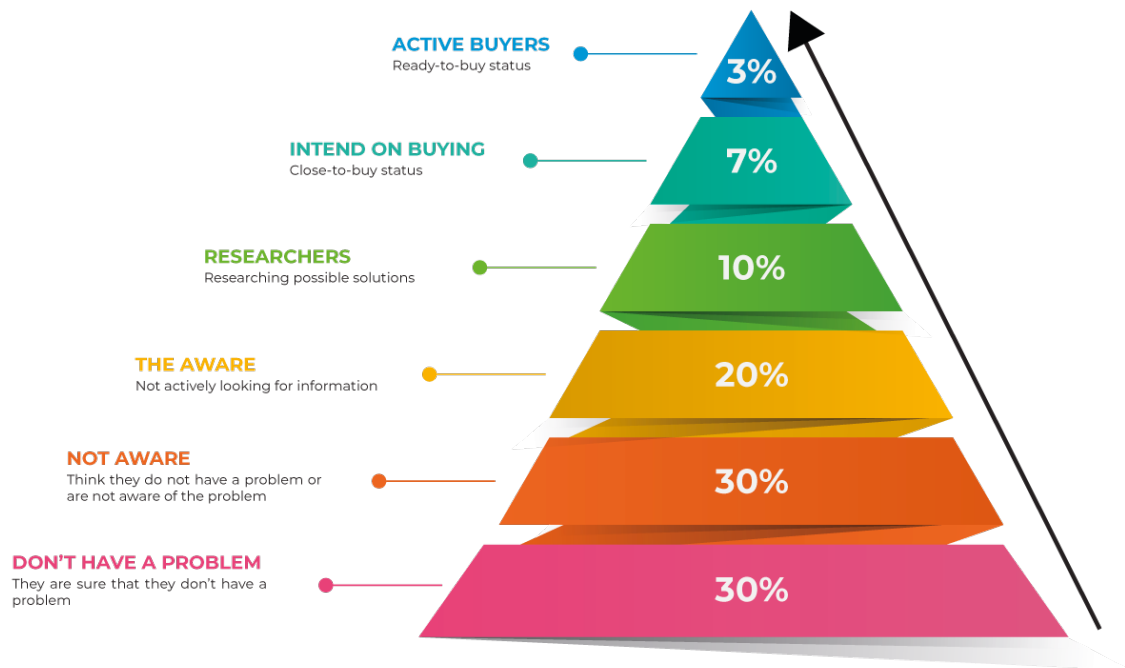 ACTIVE BUYERS
Ready-to-buy status
3%
INTEND ON BUYING
Close-to-buy status
7%
RESEARCHERS
Researching possible solutions
10%
THE AWARE
Not actively looking for information
20%
NOT AWARE
Think they do not have a problem or
are not aware of the problem
30%
DON’T HAVE A PROBLEM
They are sure that they don’t have a
problem
30%